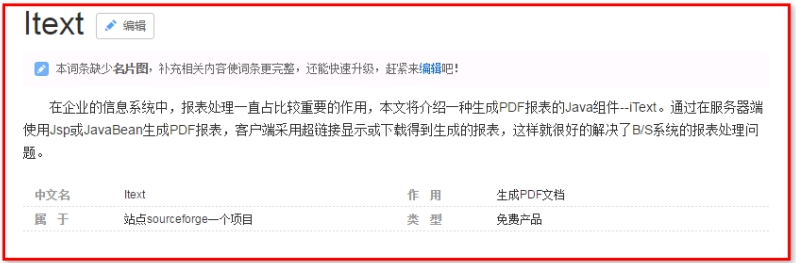 Itext 编辑
本词条缺少名片图，补充相关内容使词条更完整，还能快速升级，赶紧来编辑吧！
在企业的信息系统中，报表处理一直占比较重要的作用，本文将介绍一种生成PDF报表的Java组件--iText。通过在服务器端
使用Jsp或JavaBean生成PDF报表，客户端采用超链接显示或下载得到生成的报表，这样就很好的解决了B/S系统的报表处理问
题。
中文名 Itext 作 用 生成PDF文档
属 于 站点sourceforge一个项目 类 型 免费产品